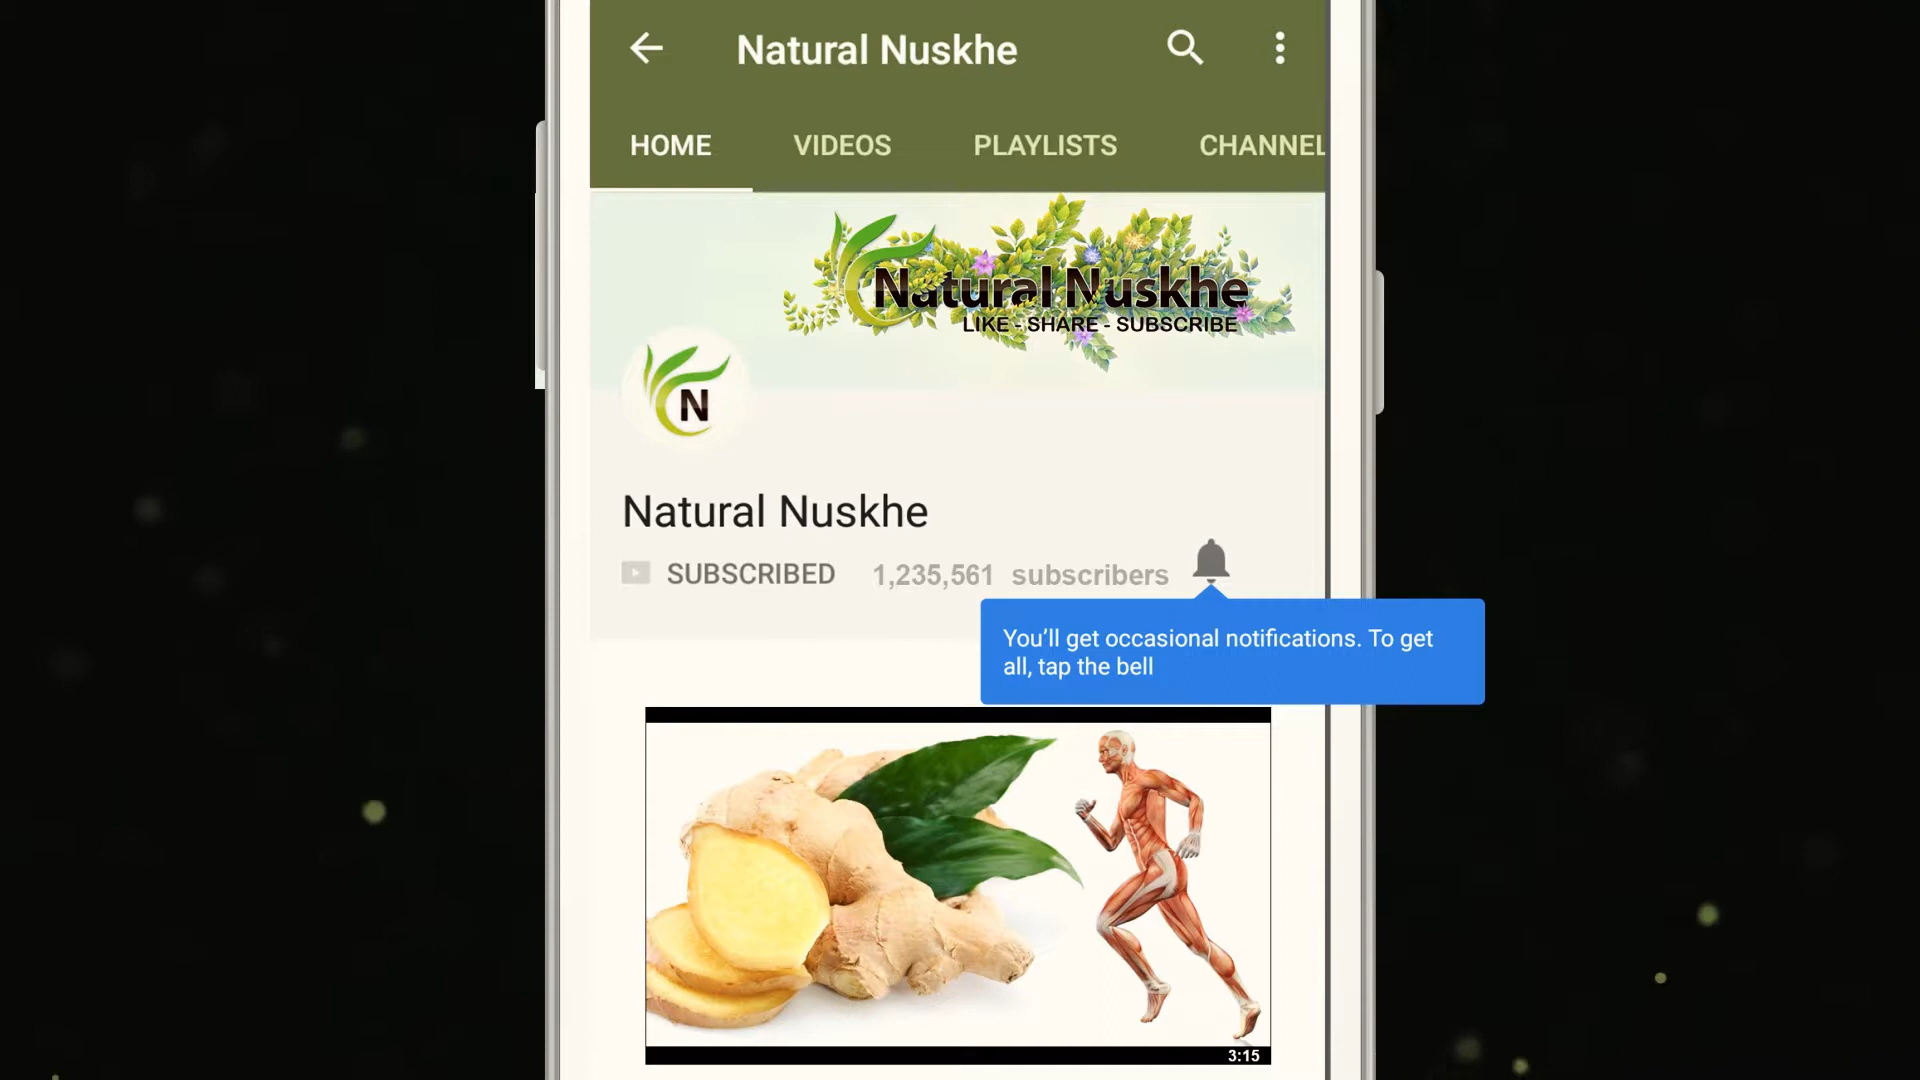 Natural Nuskhe
HOME VIDEOS PLAYLISTS CHANNEL
Natural Nuskhe
LIKE - SHARE - SUBSCRIBE
N
Natural Nuskhe
SUBSCRIBED 1,235,561 subscribers
You’ll get occasional notifications. To get
all, tap the bell
3:15